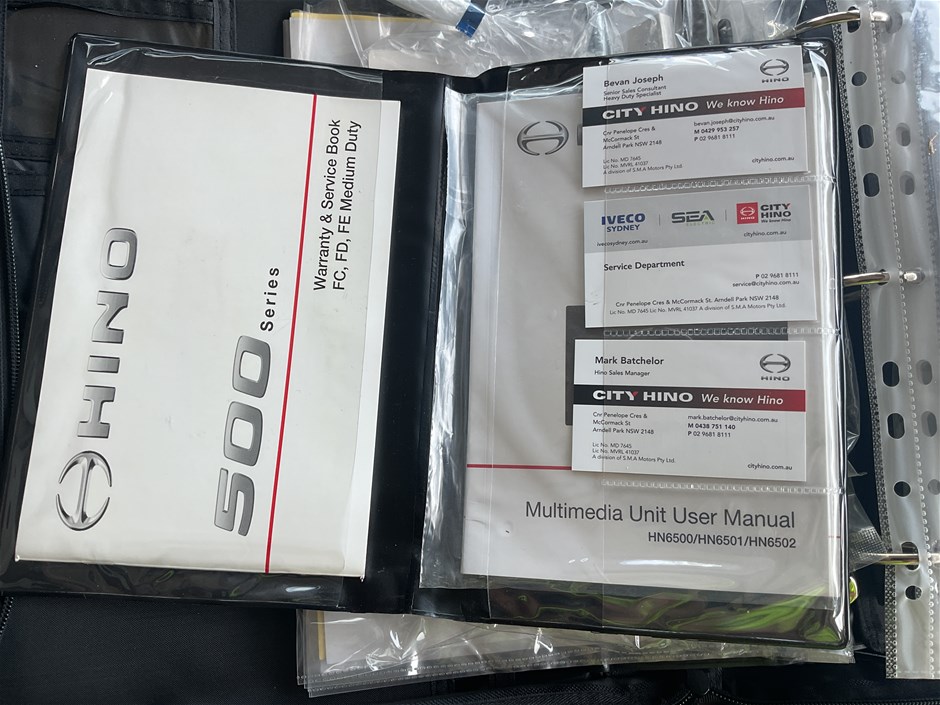 HINO
500 Series
Warranty & Service Book
FC, FD, FE Medium Duty
Bevan Joseph
Senior Sales Consultant
Heavy Duty Specialist
HINO
CITY HINO We know Hino
Cnr Penelope Cres &
McCormack St
Arndell Park NSW 2148
bevan.joseph@cityhino.com.au
M 0429 953 257
P 02 9681 8111
Lic No. MD 7645
Lic No. MVRL 41037
A division of S.M.A Motors Pty Ltd.
cityhino.com.au
IVECO
SYDNEY
SEA
ELECTRIC
CITY
HINO
We know Hino
ivecosydney.com.au
cityhino.com.au
Service Department
P 02 9681 8111
service@cityhino.com.au
Cnr Penelope Cres & McCormack St. Arndell Park NSW 2148
Lic No. MD 7645 Lic No. MVRL 41037 A division of S.M.A Motors Pty Ltd.
Mark Batchelor
Hino Sales Manager
HINO
CITY HINO We know Hino
Cnr Penelope Cres &
McCormack St
Arndell Park NSW 2148
mark.batchelor@cityhino.com.au
M 0438 751 140
P 02 9681 8111
Lic No. MD 7645
Lic No. MVRL 41037
A division of S.M.A Motors Pty Ltd.
cityhino.com.au
Multimedia Unit User Manual
HN6500/HN6501/HN6502